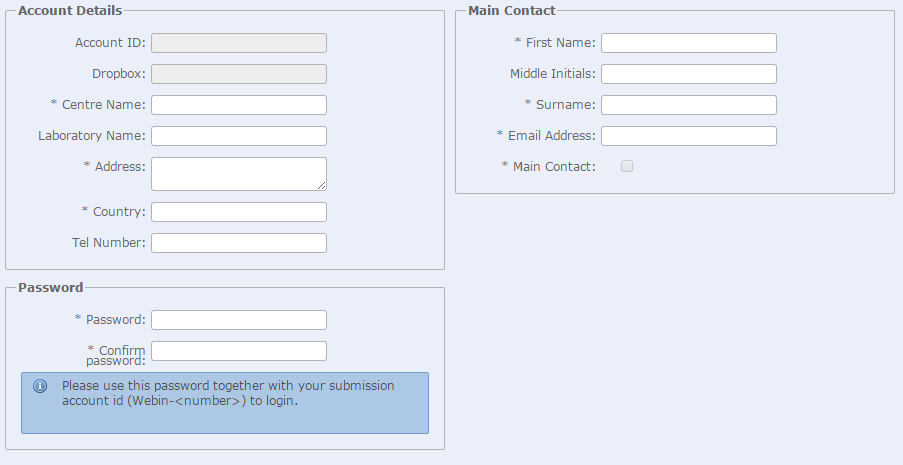 Account Details
Account ID:
Dropbox:
* Centre Name:
Laboratory Name:
* Address:
* Country:
Tel Number:
Password
* Password:
* Confirm
password:
Please use this password together with your submission
account id (Webin-<number>) to login.
Main Contact
* First Name:
Middle Initials:
* Surname:
* Email Address:
* Main Contact: